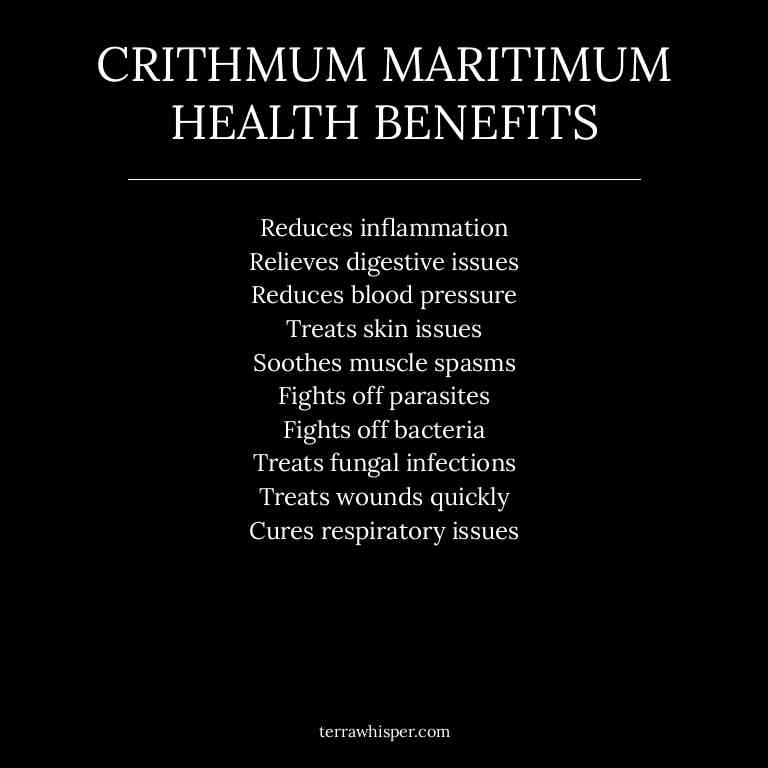 CRITHMUM MARITIMUM
HEALTH BENEFITS
Reduces inflammation
Relieves digestive issues
Reduces blood pressure
Treats skin issues
Soothes muscle spasms
Fights off parasites
Fights off bacteria
Treats fungal infections
Treats wounds quickly
Cures respiratory issues
terrawhisper.com